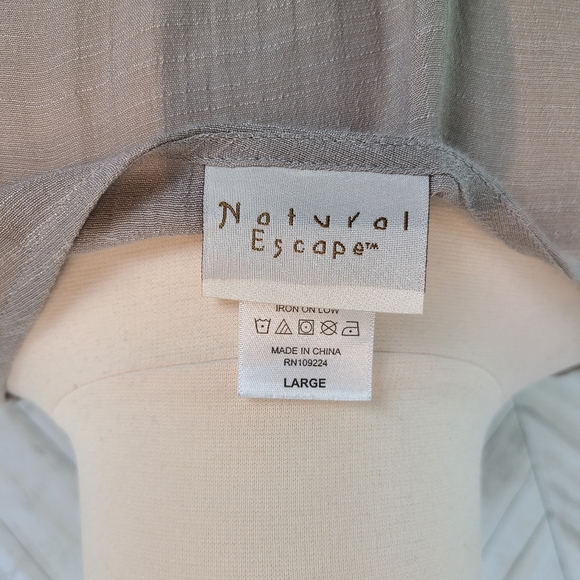 Natural
Escape™
IRON ON LOW
MADE IN CHINA
RN109224
LARGE